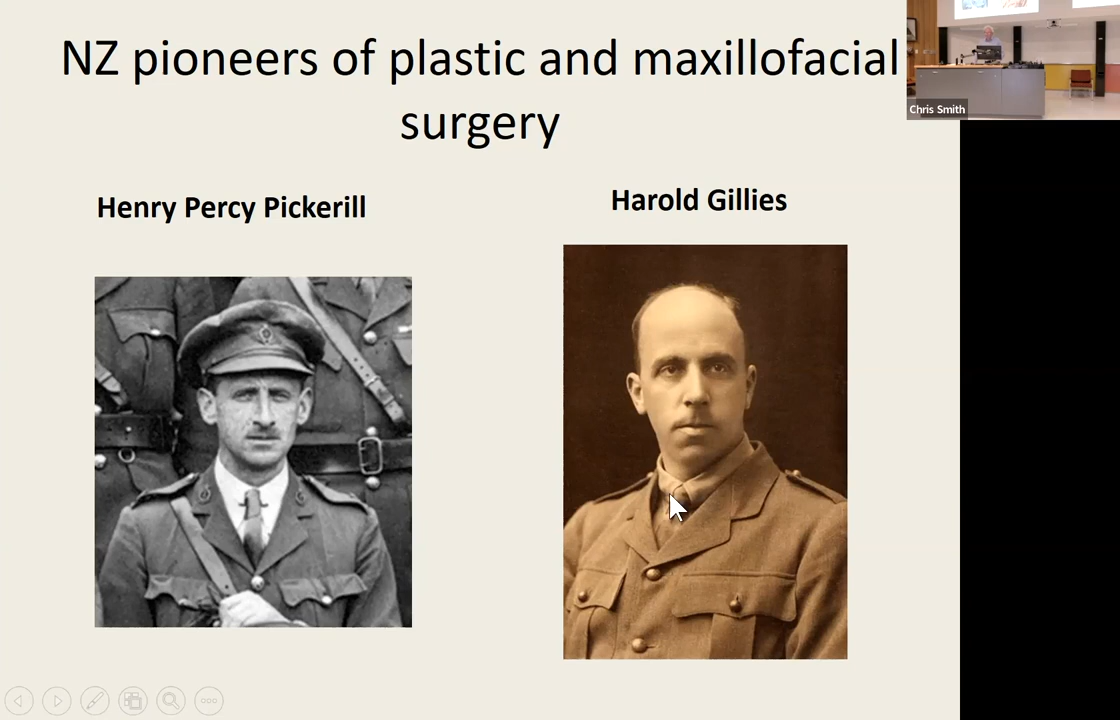 NZ pioneers of plastic and maxillofacial
surgery
Chris Smith
Henry Percy Pickerill
Harold Gillies